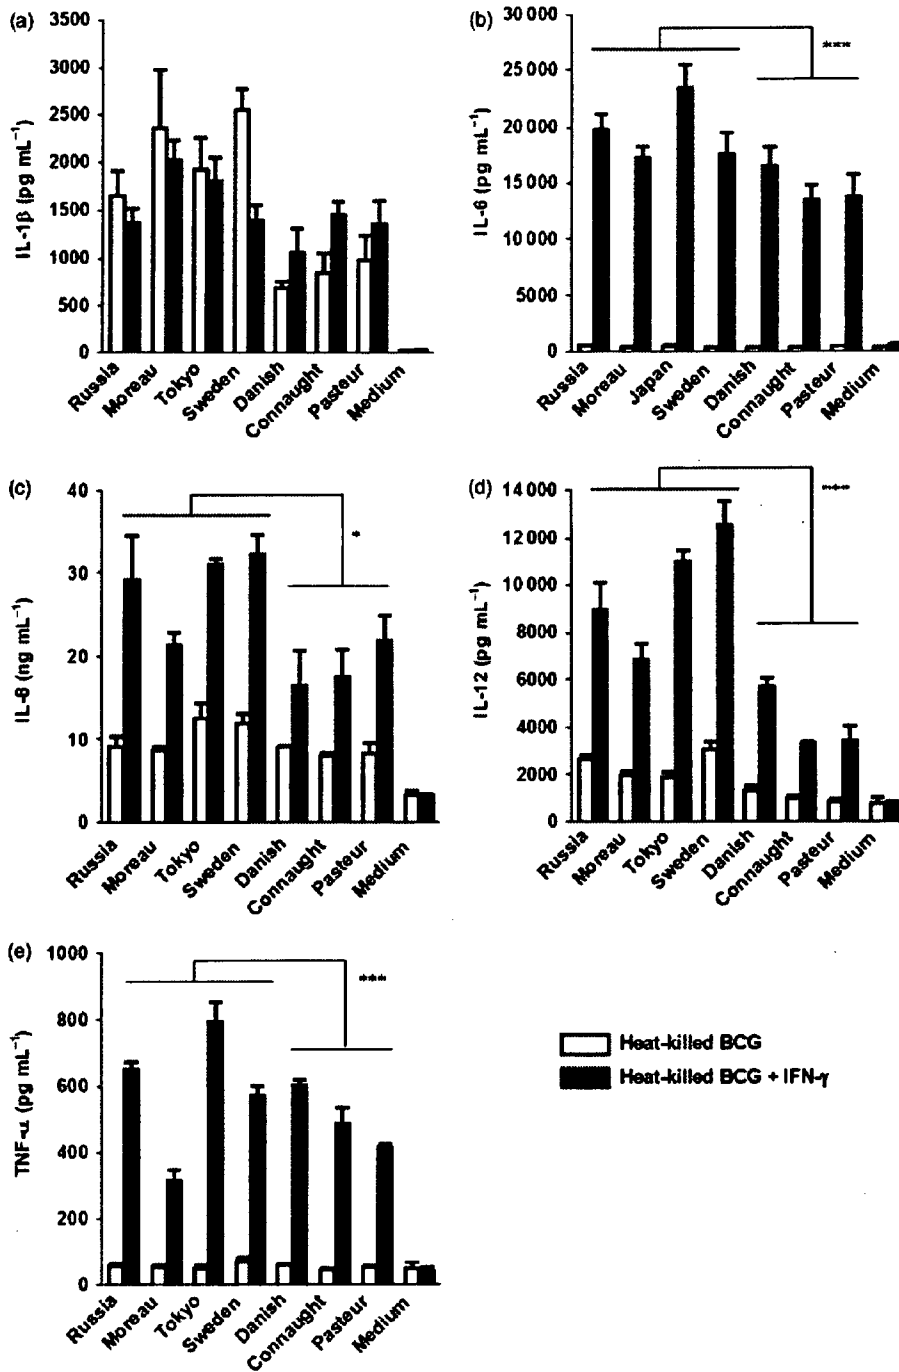 (a)
3500
3000
2500
2000
1500
1000
500
0
IL-1β (pg mL⁻¹)
Russia
Moreau
Tokyo
Sweden
Danish
Connaught
Pasteur
Medium
(b)
30 000
25 000
20 000
15 000
10 000
5000
0
IL-6 (pg mL⁻¹)
***
Russia
Moreau
Japan
Sweden
Danish
Connaught
Pasteur
Medium
(c)
40
30
20
10
0
IL-8 (ng mL⁻¹)
*
Russia
Moreau
Tokyo
Sweden
Danish
Connaught
Pasteur
Medium
(d)
14 000
12 000
10 000
8000
6000
4000
2000
0
IL-12 (pg mL⁻¹)
***
Russia
Moreau
Tokyo
Sweden
Danish
Connaught
Pasteur
Medium
(e)
1000
800
600
400
200
0
TNF-α (pg mL⁻¹)
***
Russia
Moreau
Tokyo
Sweden
Danish
Connaught
Pasteur
Medium
Heat-killed BCG
Heat-killed BCG + IFN-γ